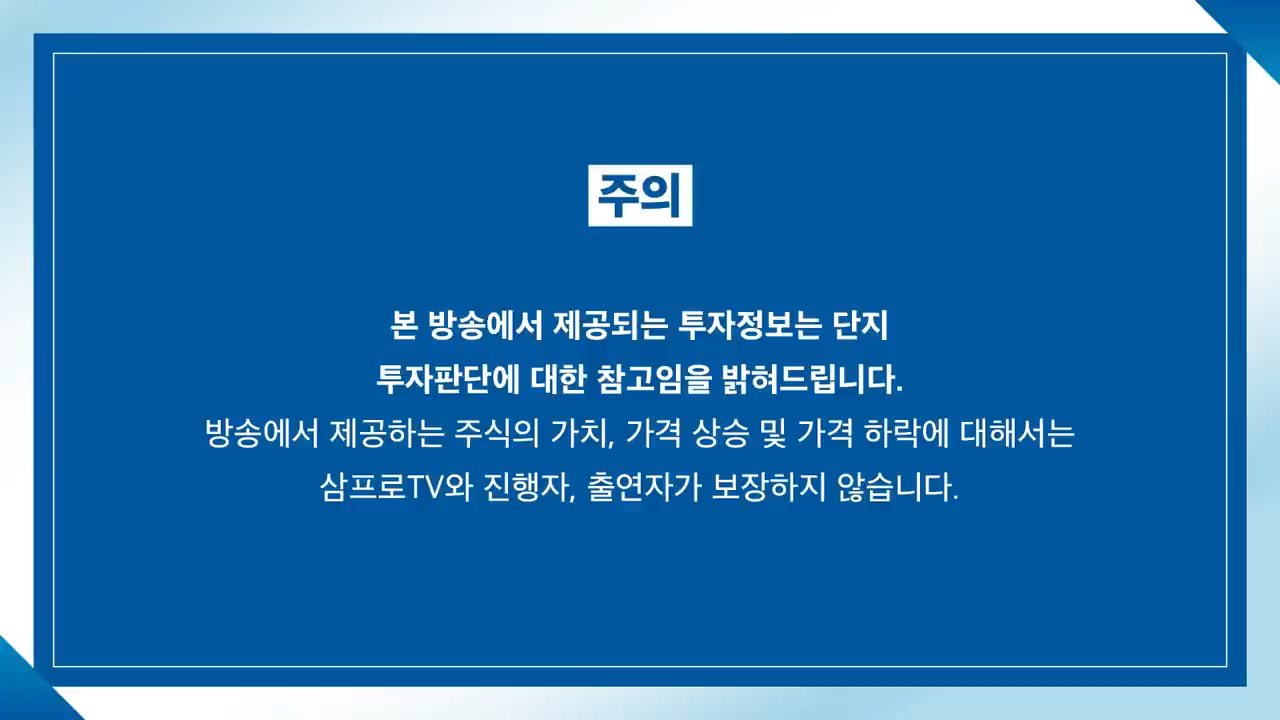 주의
본 방송에서 제공되는 투자정보는 단지
투자판단에 대한 참고임을 밝혀드립니다.
방송에서 제공하는 주식의 가치, 가격 상승 및 가격 하락에 대해서는
삼프로TV와 진행자, 출연자가 보장하지 않습니다.